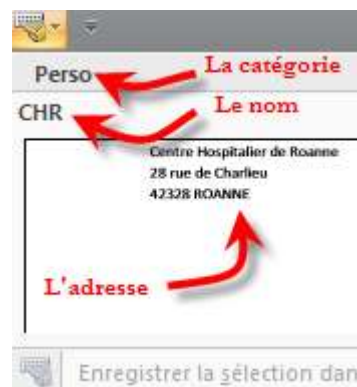 Perso
La catégorie
CHR
Le nom
Centre Hospitalier de Roanne
28 rue de Charlieu
42328 ROANNE
L'adresse
Enregistrer la sélection dan